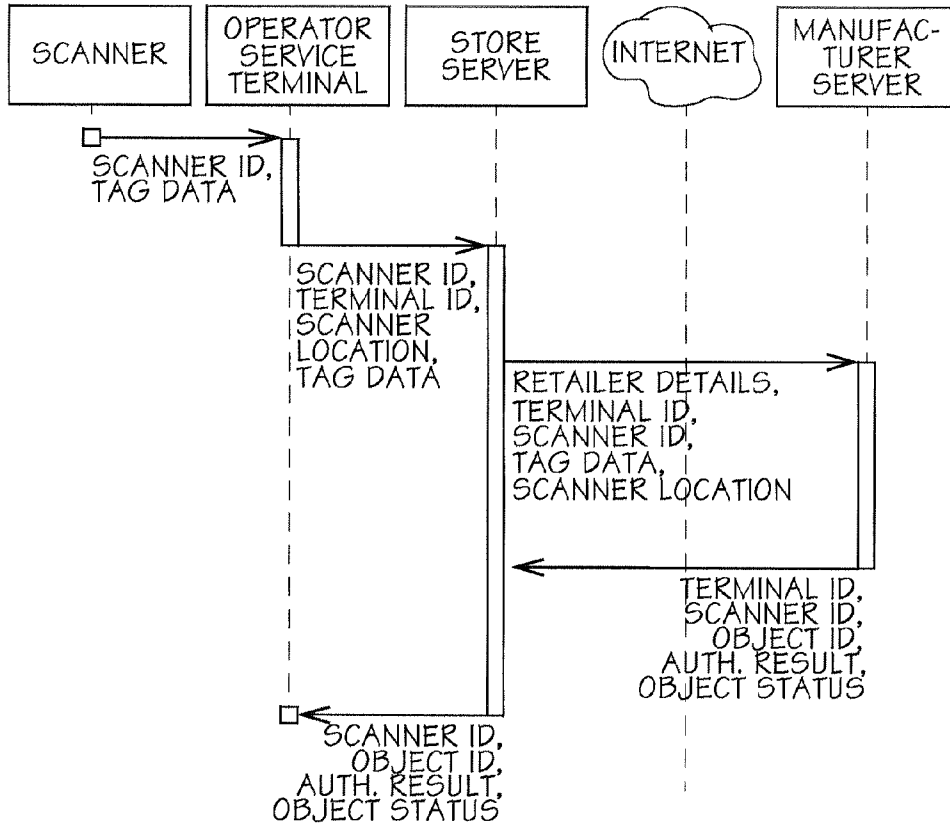 SCANNER
OPERATOR
SERVICE
TERMINAL
STORE
SERVER
INTERNET
MANUFAC-
TURER
SERVER
SCANNER ID,
TAG DATA
SCANNER ID,
TERMINAL ID,
SCANNER
LOCATION,
TAG DATA
RETAILER DETAILS,
TERMINAL ID,
SCANNER ID,
TAG DATA,
SCANNER LOCATION
TERMINAL ID,
SCANNER ID,
OBJECT ID,
AUTH. RESULT,
OBJECT STATUS
SCANNER ID,
OBJECT ID,
AUTH. RESULT,
OBJECT STATUS